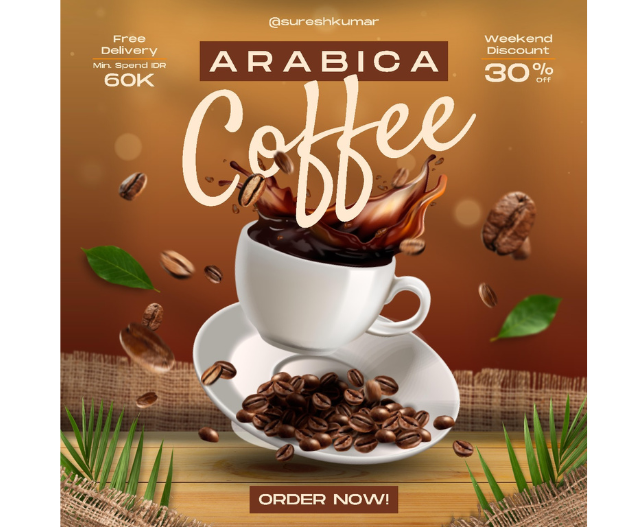 @sureshkumar
Free
Delivery
Min. Spend IDR
60K
Weekend
Discount
30%
Off
ARABICA
Coffee
ORDER NOW!